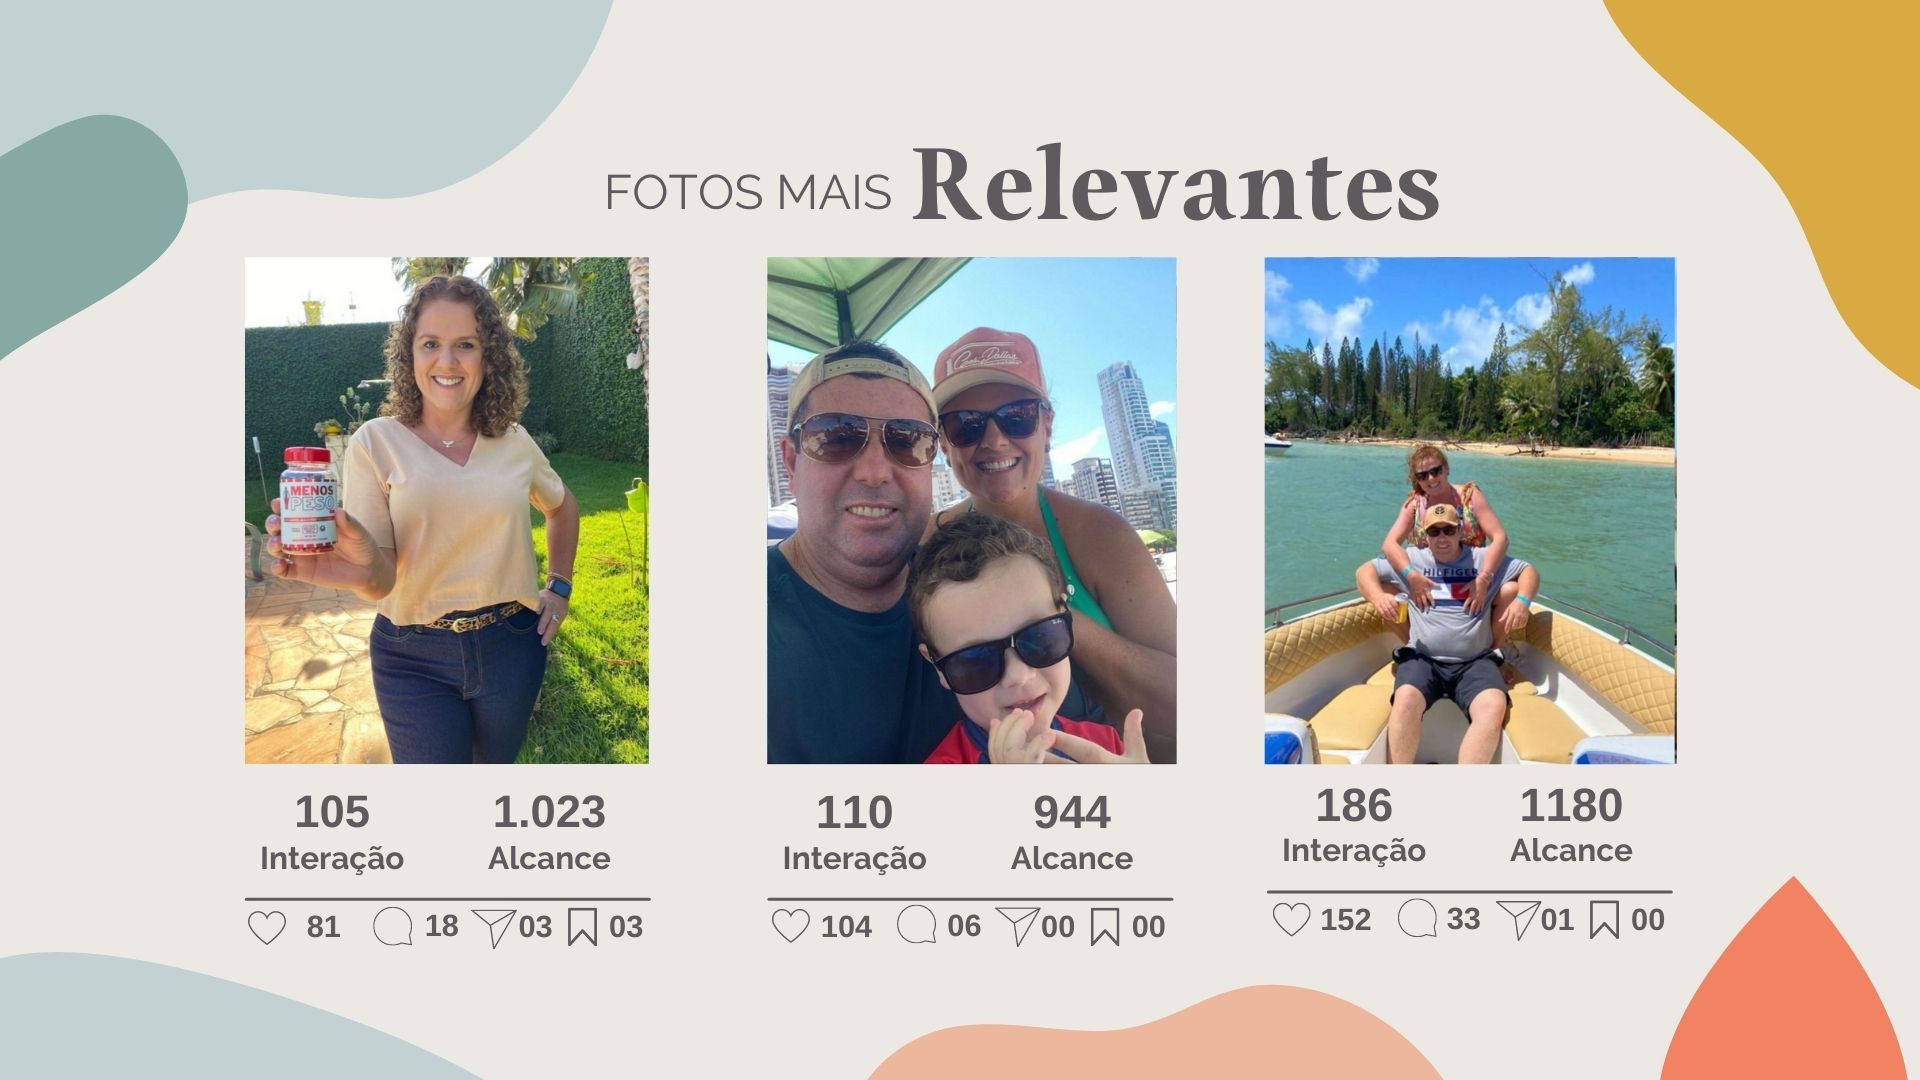 FOTOS MAIS Relevantes
MENOS
PESO
HILFIGER
105 1.023
Interação Alcance
81 18 03 03
110 944
Interação Alcance
104 06 00 00
186 1180
Interação Alcance
152 33 01 00